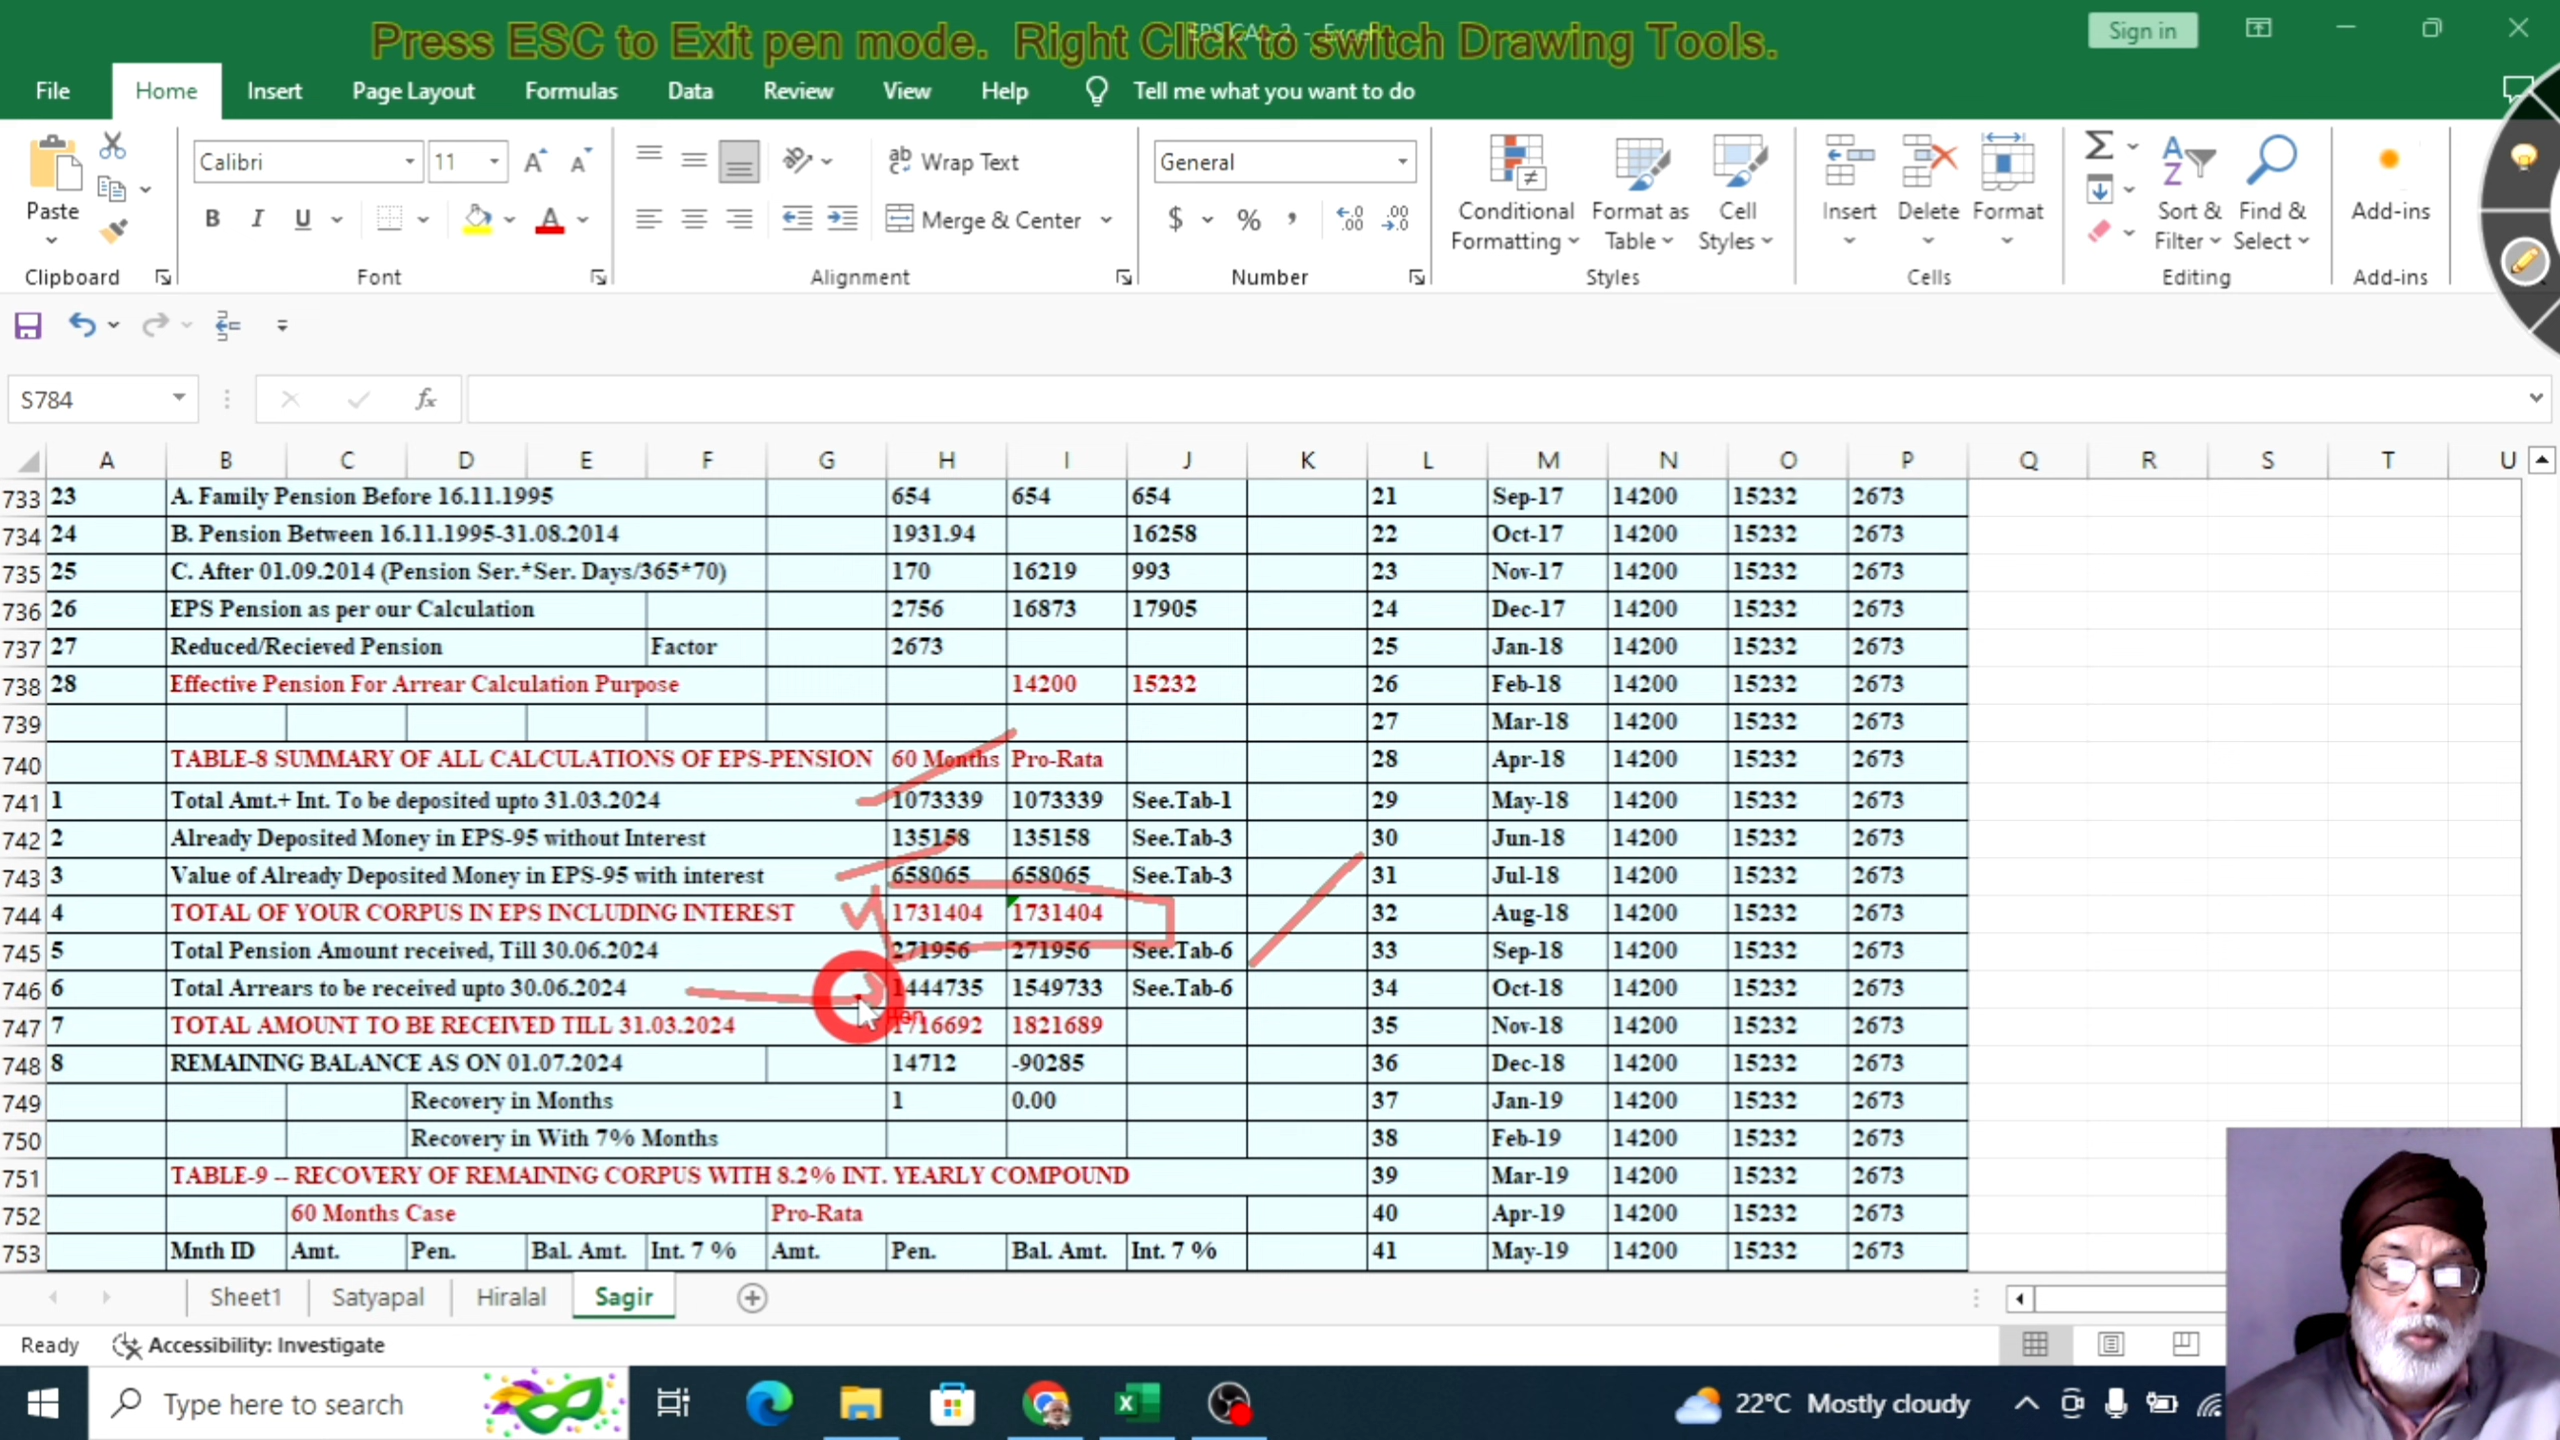 Press ESC to Exit pen mode. Right Click to switch Drawing Tools.
Sign in
File Home Insert Page Layout Formulas Data Review View Help Tell me what you want to do
Paste
Calibri 11
Wrap Text
Merge & Center
General
Conditional Formatting
Format as Table
Cell Styles
Insert Delete Format
Sort & Filter
Find & Select
Add-ins
Clipboard Font Alignment Number Styles Cells Editing Add-ins
S784 fx
A B C D E F G H I J K L M N O P Q R S T U
733 23 A. Family Pension Before 16.11.1995 654 654 654 21 Sep-17 14200 15232 2673
734 24 B. Pension Between 16.11.1995-31.08.2014 1931.94 16258 22 Oct-17 14200 15232 2673
735 25 C. After 01.09.2014 (Pension Ser.*Ser. Days/365*70) 170 16219 993 23 Nov-17 14200 15232 2673
736 26 EPS Pension as per our Calculation 2756 16873 17905 24 Dec-17 14200 15232 2673
737 27 Reduced/Recieved Pension Factor 2673 25 Jan-18 14200 15232 2673
738 28 Effective Pension For Arrear Calculation Purpose 14200 15232 26 Feb-18 14200 15232 2673
739 27 Mar-18 14200 15232 2673
740 TABLE-8 SUMMARY OF ALL CALCULATIONS OF EPS-PENSION 60 Months Pro-Rata 28 Apr-18 14200 15232 2673
741 1 Total Amt.+ Int. To be deposited upto 31.03.2024 1073339 1073339 See.Tab-1 29 May-18 14200 15232 2673
742 2 Already Deposited Money in EPS-95 without Interest 135158 135158 See.Tab-3 30 Jun-18 14200 15232 2673
743 3 Value of Already Deposited Money in EPS-95 with interest 658065 658065 See.Tab-3 31 Jul-18 14200 15232 2673
744 4 TOTAL OF YOUR CORPUS IN EPS INCLUDING INTEREST 1731404 1731404 32 Aug-18 14200 15232 2673
745 5 Total Pension Amount received, Till 30.06.2024 271956 271956 See.Tab-6 33 Sep-18 14200 15232 2673
746 6 Total Arrears to be received upto 30.06.2024 1444735 1549733 See.Tab-6 34 Oct-18 14200 15232 2673
747 7 TOTAL AMOUNT TO BE RECEIVED TILL 31.03.2024 1716692 1821689 35 Nov-18 14200 15232 2673
748 8 REMAINING BALANCE AS ON 01.07.2024 14712 -90285 36 Dec-18 14200 15232 2673
749 Recovery in Months 1 0.00 37 Jan-19 14200 15232 2673
750 Recovery in With 7% Months 38 Feb-19 14200 15232 2673
751 TABLE-9 -- RECOVERY OF REMAINING CORPUS WITH 8.2% INT. YEARLY COMPOUND 39 Mar-19 14200 15232 2673
752 60 Months Case Pro-Rata 40 Apr-19 14200 15232 2673
753 Mnth ID Amt. Pen. Bal. Amt. Int. 7 % Amt. Pen. Bal. Amt. Int. 7 % 41 May-19 14200 15232 2673
Sheet1 Satyapal Hiralal Sagir
Ready Accessibility: Investigate
Type here to search
22°C Mostly cloudy